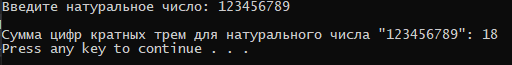 Введите натуральное число: 123456789
Сумма цифр кратных трем для натурального числа "123456789": 18
Press any key to continue . . .